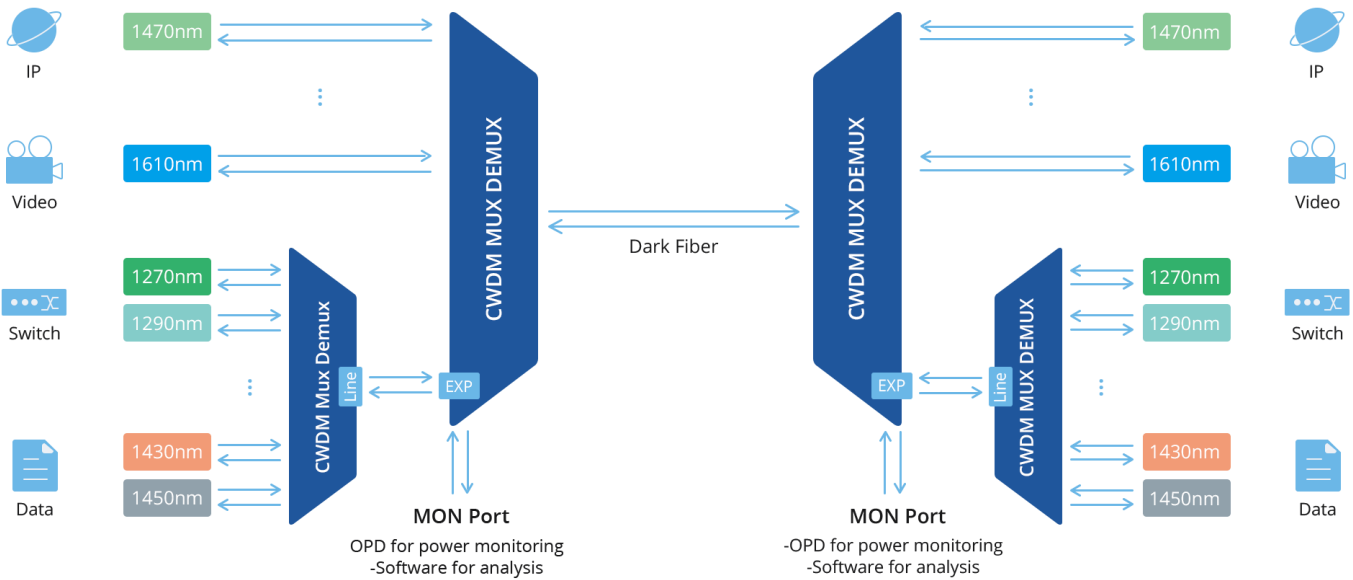 1470nm
IP
1610nm
Video
1270nm
1290nm
Switch
1430nm
1450nm
Data
CWDM Mux Demux
Line
EXP
CWDM MUX DEMUX
MON Port
OPD for power monitoring
-Software for analysis
Dark Fiber
CWDM MUX DEMUX
EXP
Line
CWDM MUX DEMUX
MON Port
-OPD for power monitoring
-Software for analysis
1470nm
IP
1610nm
Video
1270nm
1290nm
Switch
1430nm
1450nm
Data